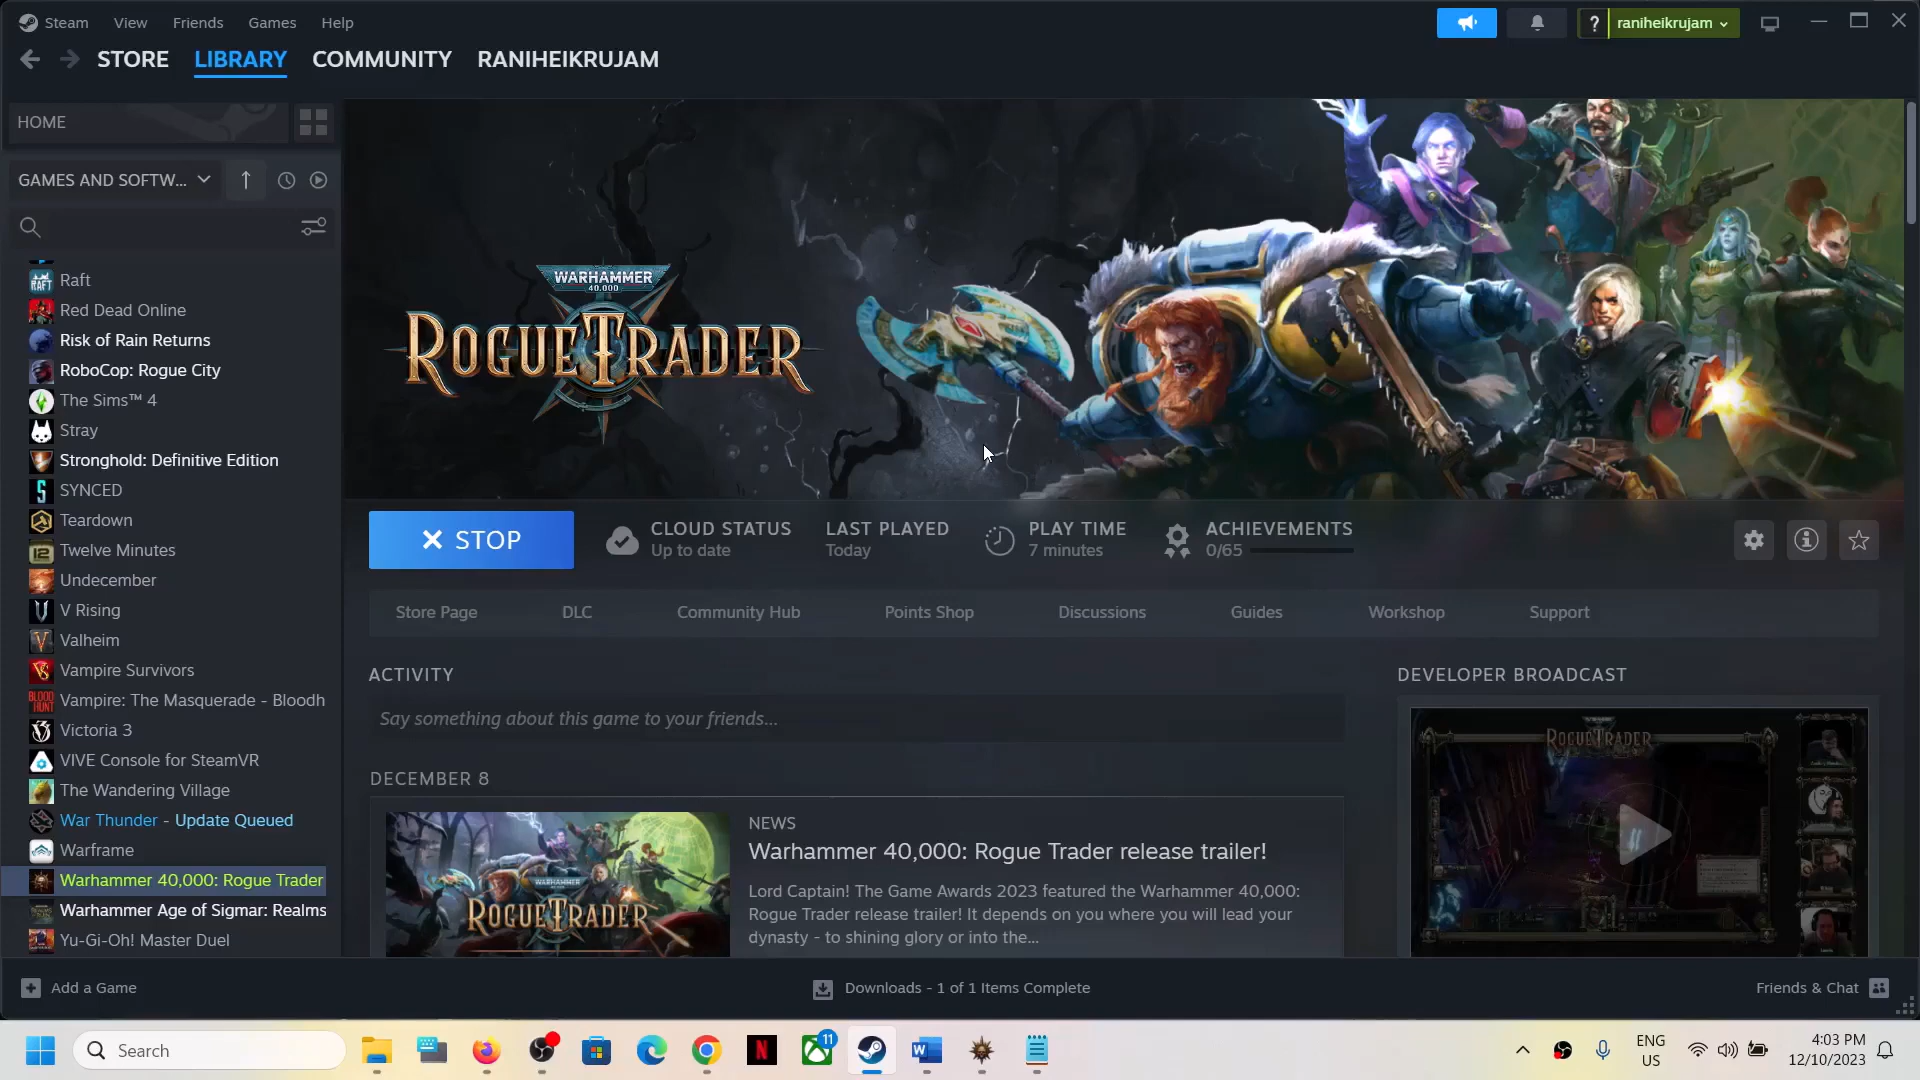 Steam View Friends Games Help
? raniheikrujam
STORE LIBRARY COMMUNITY RANIHEIKRUJAM
HOME
GAMES AND SOFTW...
Raft
Red Dead Online
Risk of Rain Returns
RoboCop: Rogue City
The Sims™ 4
Stray
Stronghold: Definitive Edition
SYNCED
Teardown
Twelve Minutes
Undecember
V Rising
Valheim
Vampire Survivors
Vampire: The Masquerade - Bloodh
Victoria 3
VIVE Console for SteamVR
The Wandering Village
War Thunder - Update Queued
Warframe
Warhammer 40,000: Rogue Trader
Warhammer Age of Sigmar: Realms
Yu-Gi-Oh! Master Duel
WARHAMMER
40,000
ROGUE TRADER
STOP
CLOUD STATUS
Up to date
LAST PLAYED
Today
PLAY TIME
7 minutes
ACHIEVEMENTS
0/65
Store Page DLC Community Hub Points Shop Discussions Guides Workshop Support
ACTIVITY
Say something about this game to your friends...
DECEMBER 8
WARHAMMER
ROGUE TRADER
NEWS
Warhammer 40,000: Rogue Trader release trailer!
Lord Captain! The Game Awards 2023 featured the Warhammer 40,000:
Rogue Trader release trailer! It depends on you where you will lead your
dynasty - to shining glory or into the...
DEVELOPER BROADCAST
ROGUE TRADER
Add a Game
Downloads - 1 of 1 Items Complete
Friends & Chat
Search
11
ENG
US
4:03 PM
12/10/2023